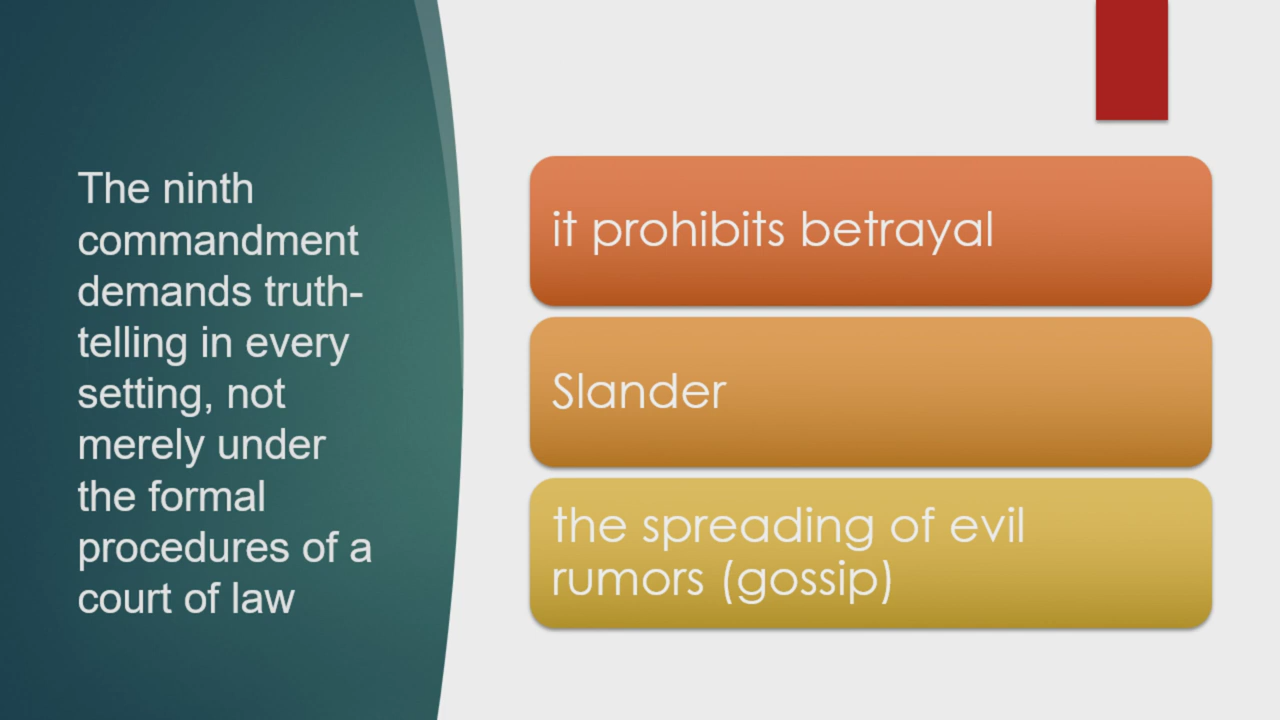 The ninth
commandment
demands truth-
telling in every
setting, not
merely under
the formal
procedures of a
court of law
it prohibits betrayal
Slander
the spreading of evil
rumors (gossip)